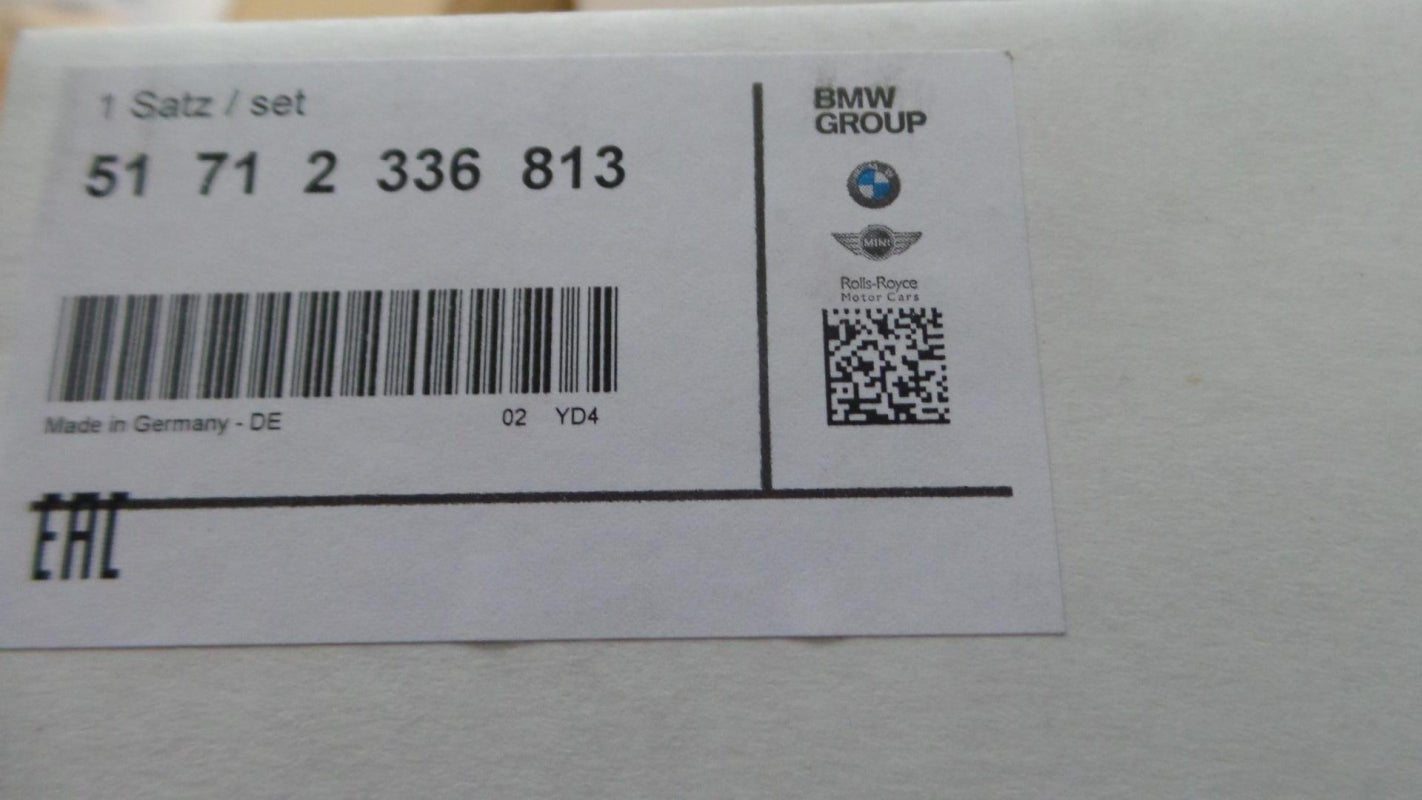 1 Satz / set
51 71 2 336 813
Made in Germany - DE 02 YD4
EAC
BMW
GROUP
MINI
Rolls-Royce
Motor Cars